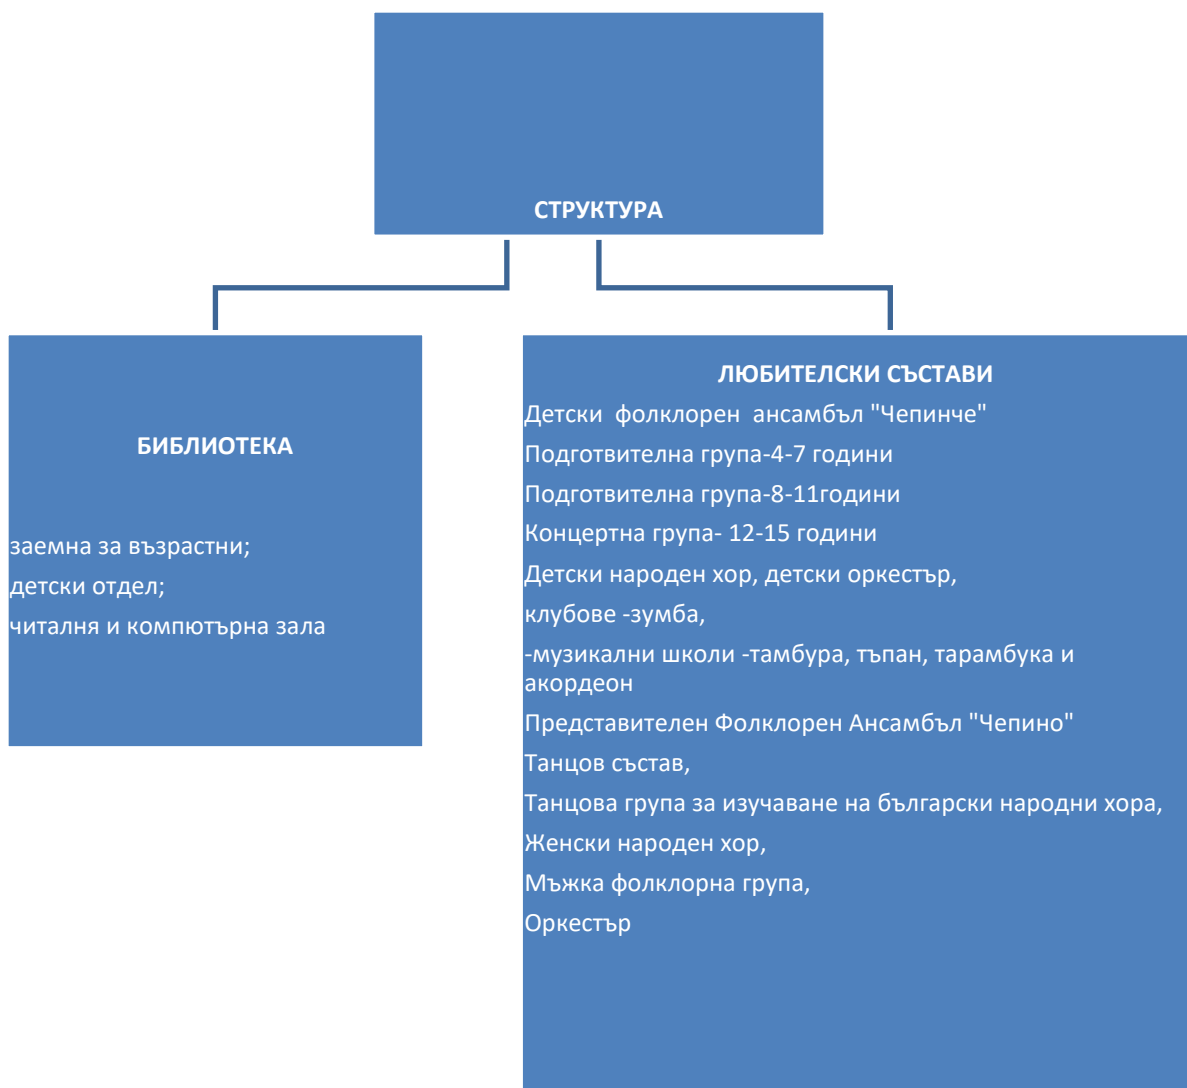 СТРУКТУРА
БИБЛИОТЕКА
заемна за възрастни;
детски отдел;
читалня и компютърна зала
ЛЮБИТЕЛСКИ СЪСТАВИ
Детски фолклорен ансамбъл "Чепинче"
Подготвителна група-4-7 години
Подготвителна група-8-11години
Концертна група- 12-15 години
Детски народен хор, детски оркестър,
клубове -зумба,
-музикални школи -тамбура, тъпан, тарамбука и
акордеон
Представителен Фолклорен Ансамбъл "Чепино"
Танцов състав,
Танцова група за изучаване на български народни хора,
Женски народен хор,
Мъжка фолклорна група,
Оркестър